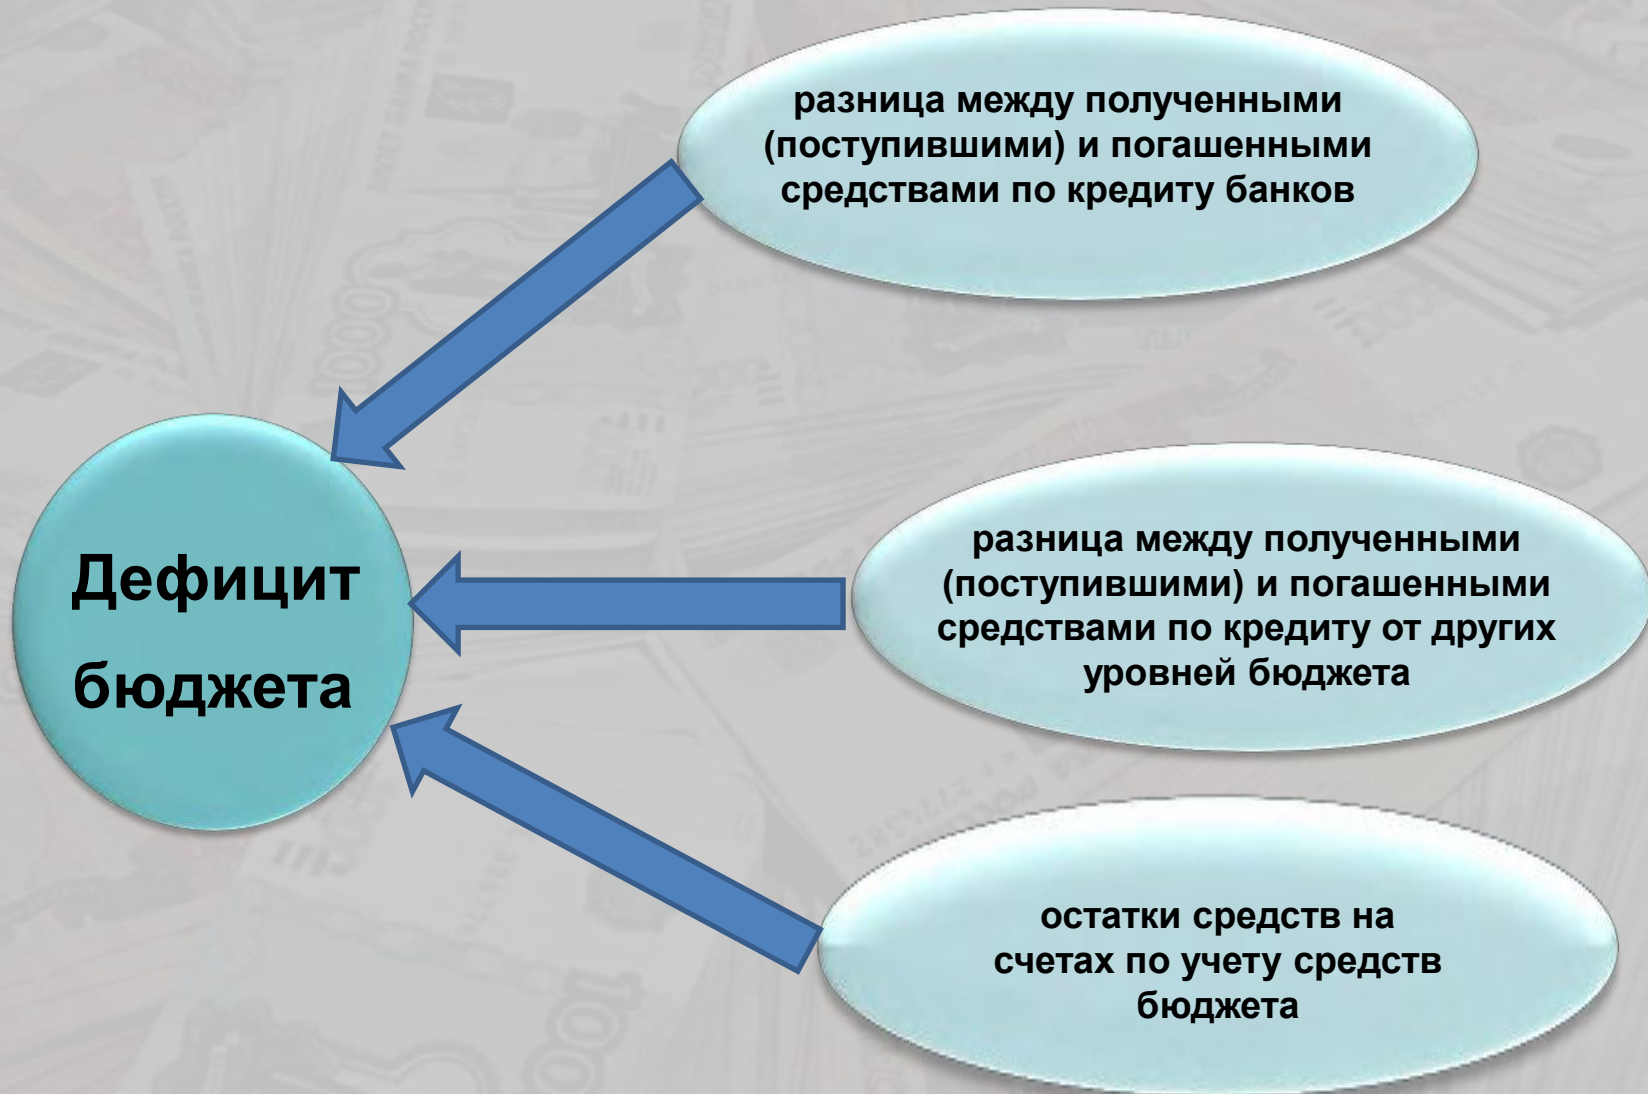 разница между полученными
(поступившими) и погашенными
средствами по кредиту банков
Дефицит
бюджета
разница между полученными
(поступившими) и погашенными
средствами по кредиту от других
уровней бюджета
остатки средств на
счетах по учету средств
бюджета